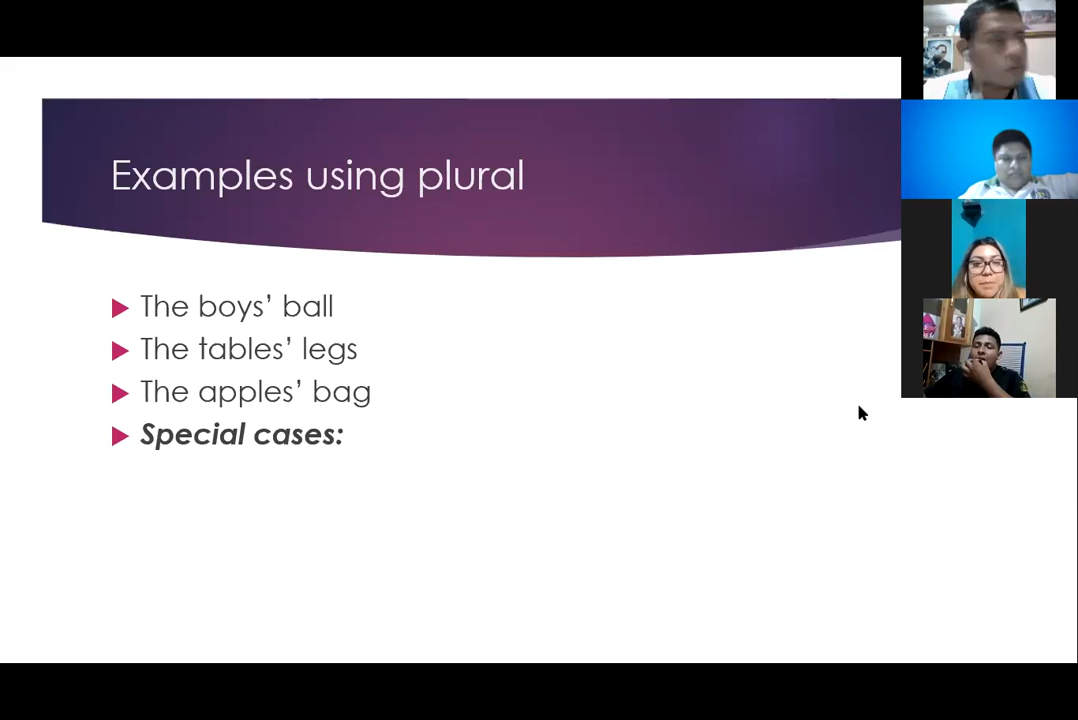 Examples using plural
The boys’ ball
The tables’ legs
The apples’ bag
Special cases: